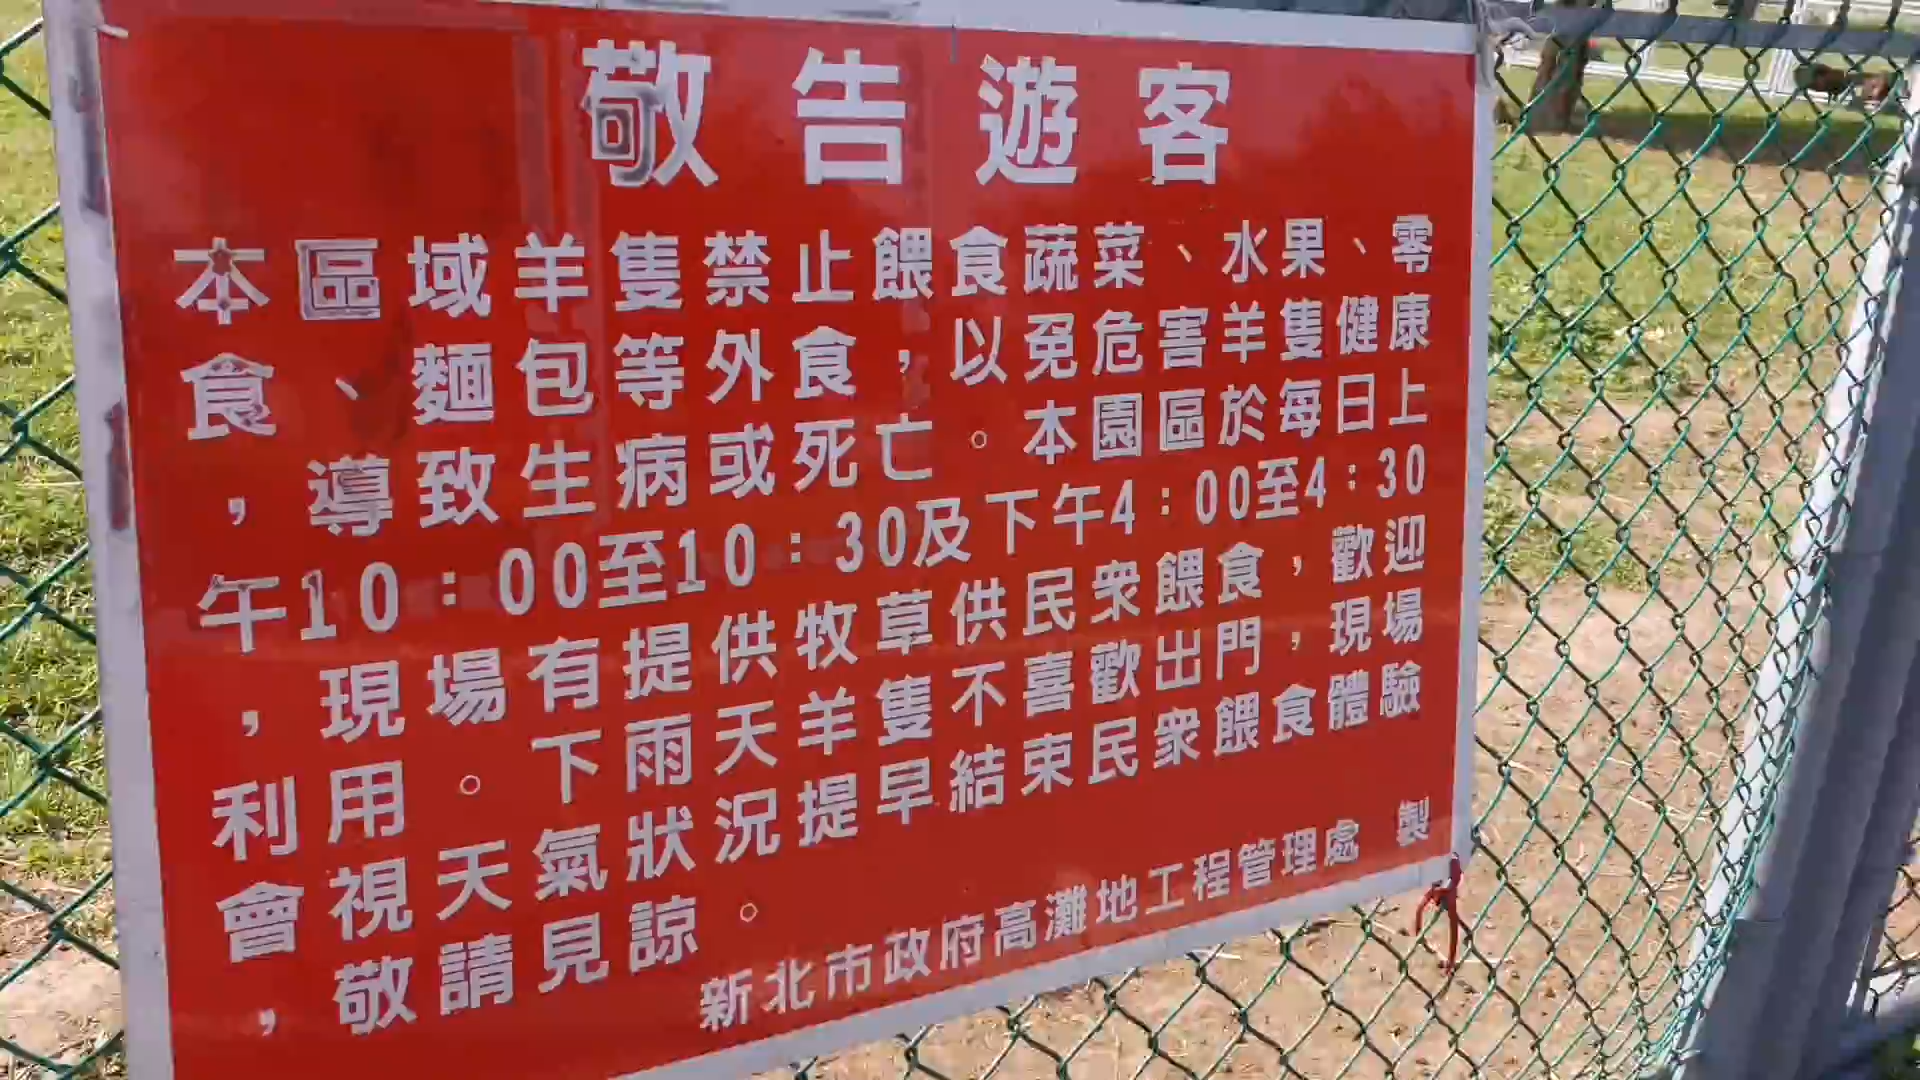 敬告遊客
本區域羊隻禁止餵食蔬菜、水果、零
食、麵包等外食，以免危害羊隻健康
，導致生病或死亡。本園區於每日上
午10：00至10：30及下午4：00至4：30
，現場有提供牧草供民眾餵食，歡迎
利用。下雨天羊隻不喜歡出門，現場
會視天氣狀況提早結束民眾餵食體驗
，敬請見諒。
新北市政府高灘地工程管理處 製